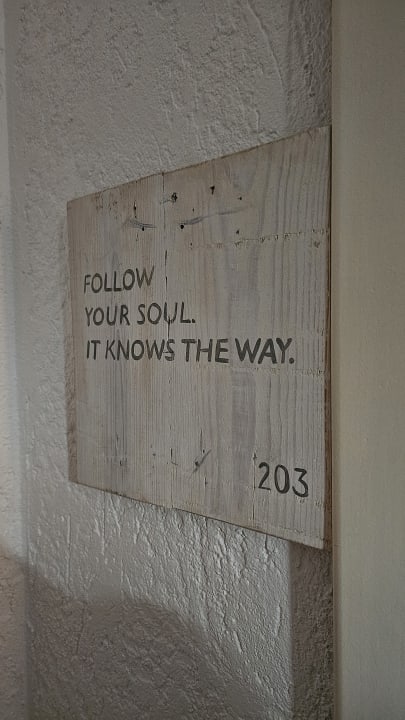 FOLLOW
YOUR SOUL.
IT KNOWS THE WAY.
203